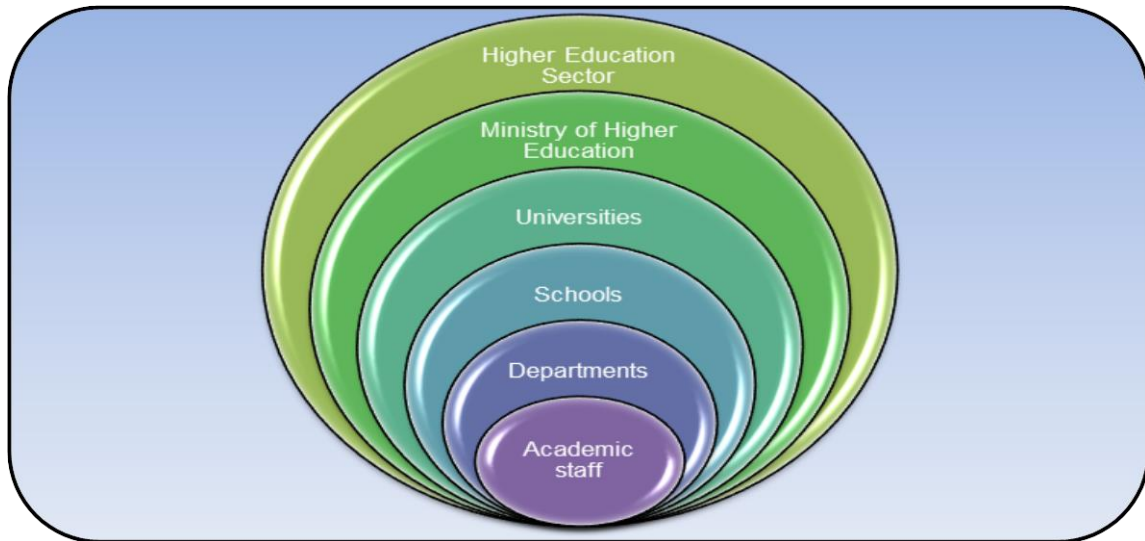 Higher Education
Sector
Ministry of Higher
Education
Universities
Schools
Departments
Academic
staff